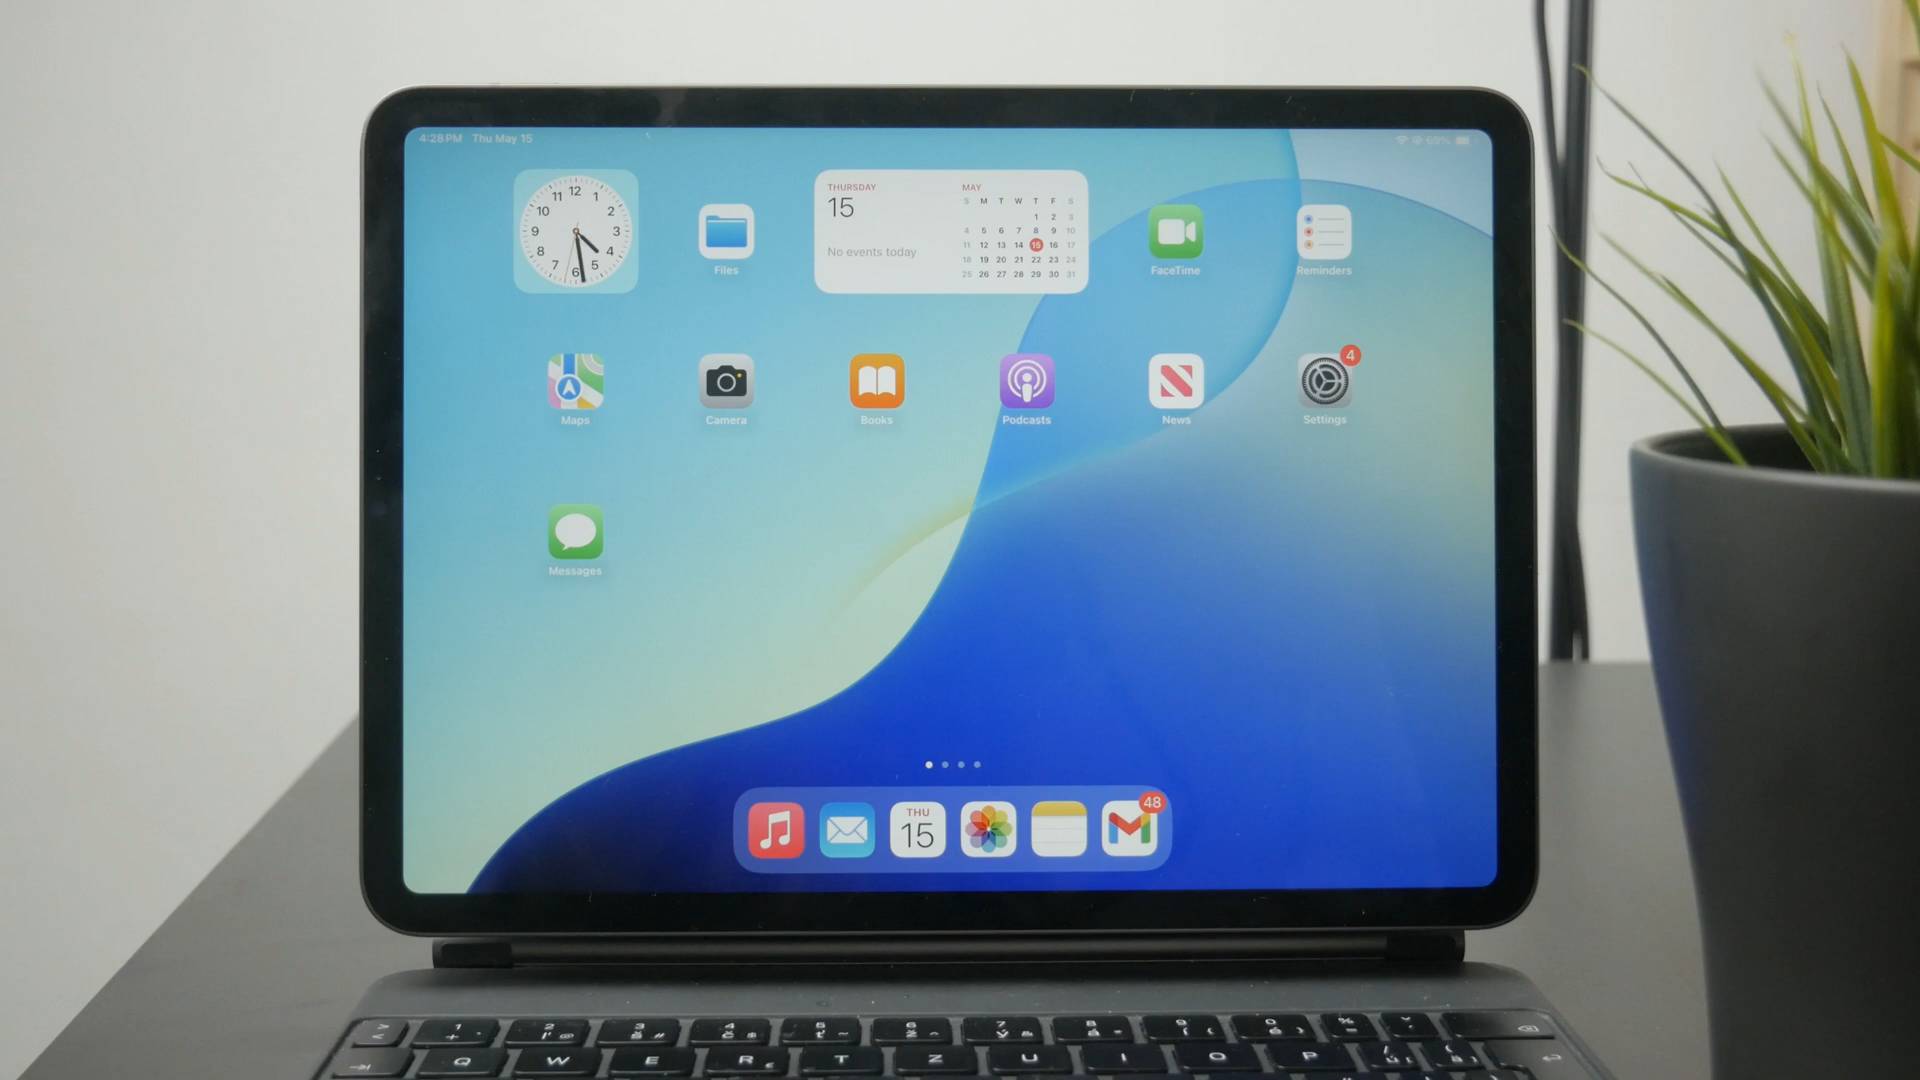 4:28 PM Thu May 15
69%
12
11 1
10 2
9 3
8 4
7 5
6
Files
THURSDAY
15
No events today
MAY
S M T W T F S
1 2 3
4 5 6 7 8 9 10
11 12 13 14 15 16 17
18 19 20 21 22 23 24
25 26 27 28 29 30 31
FaceTime
Reminders
Maps
Camera
Books
Podcasts
News
4
Settings
Messages
THU
15
48
Q W E R € T Z U I O P